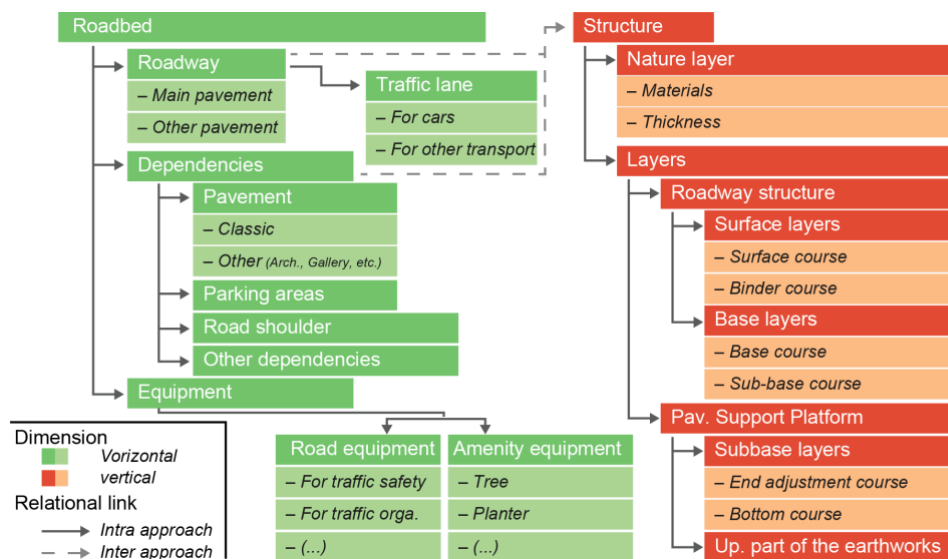 Roadbed
Roadway
– Main pavement
– Other pavement
Traffic lane
– For cars
– For other transport
Dependencies
Pavement
– Classic
– Other (Arch., Gallery, etc.)
Parking areas
Road shoulder
Other dependencies
Equipment
Road equipment
– For traffic safety
– For traffic orga.
– (...)
Amenity equipment
– Tree
– Planter
– (...)
Structure
Nature layer
– Materials
– Thickness
Layers
Roadway structure
Surface layers
– Surface course
– Binder course
Base layers
– Base course
– Sub-base course
Pav. Support Platform
Subbase layers
– End adjustment course
– Bottom course
Up. part of the earthworks
Dimension
Vorizontal
vertical
Relational link
Intra approach
Inter approach